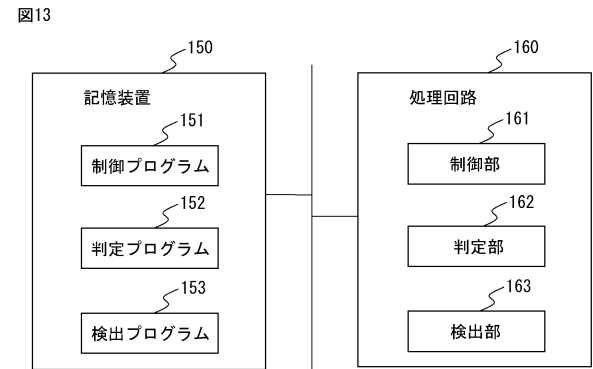 図13
150
記憶装置
151
制御プログラム
152
判定プログラム
153
検出プログラム
160
処理回路
161
制御部
162
判定部
163
検出部